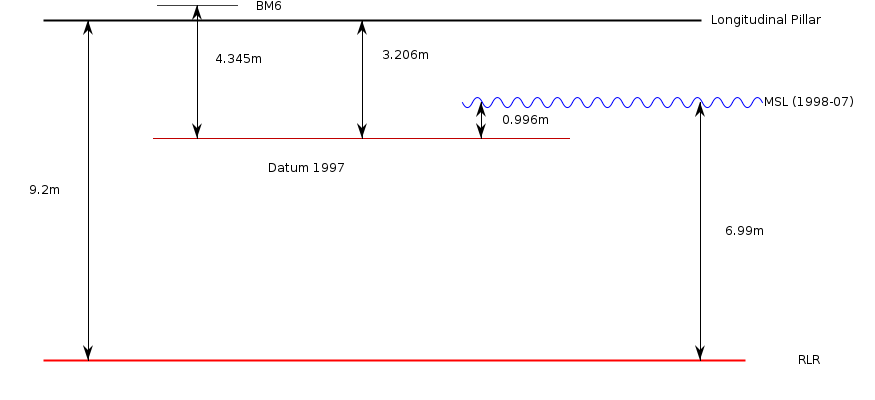 BM6
Longitudinal Pillar
4.345m
3.206m
MSL (1998-07)
0.996m
Datum 1997
9.2m
6.99m
RLR